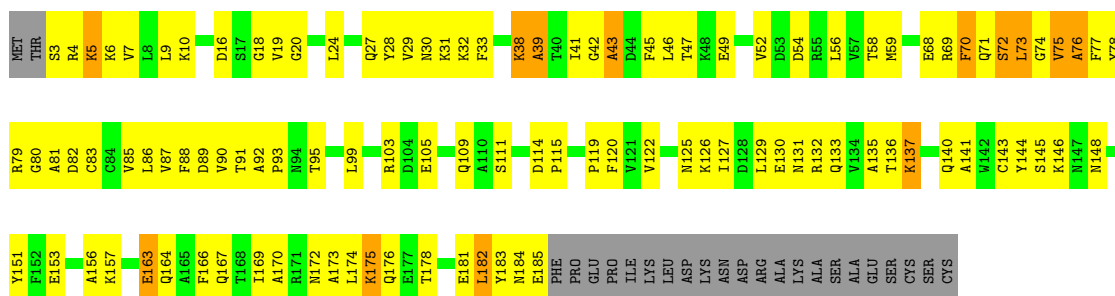 MET THR S3 R4 K5 K6 V7 L8 L9 K10 D16 S17 G18 V19 G20 L24 Q27 Y28 V29 N30 K31 K32 F33 K38 A39 T40 I41 G42 A43 D44 F45 L46 T47 K48 E49 V52 D53 D54 R55 L56 V57 T58 M59 E68 R69 F70 Q71 S72 L73 G74 V75 A76 F77 Y78
R79 G80 A81 D82 C83 C84 V85 L86 V87 F88 D89 V90 T91 A92 P93 N94 T95 L99 R103 D104 E105 Q109 A110 S111 D114 P115 P119 F120 V121 V122 N125 K126 I127 D128 L129 E130 N131 R132 Q133 V134 A135 T136 K137 Q140 A141 W142 C143 Y144 S145 K146 N147 N148
Y151 F152 E153 A156 K157 E163 Q164 A165 F166 Q167 T168 I169 A170 R171 N172 A173 L174 K175 Q176 E177 T178 E181 L182 Y183 N184 E185 PHE PRO GLU PRO ILE LYS LEU ASP LYS ASN ASP ARG ALA LYS ALA SER ALA GLU SER CYS SER CYS